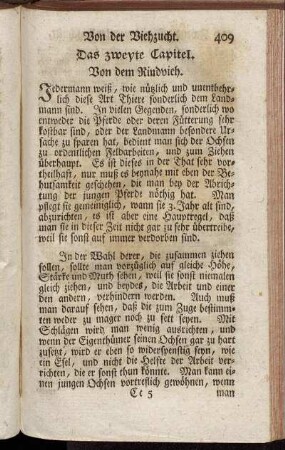 Von der Viehzucht. 409
Das zweyte Capitel.
Von dem Rindvieh.
Jedermann weiß, wie nüzlich und unentbehr-
lich diese Art Thiere sonderlich dem Land-
mann sind. In vielen Gegenden, sonderlich wo
entweder die Pferde oder deren Fütterung sehr
kostbar sind, oder der Landmann besondere Ur-
sache zu sparen hat, bedient man sich der Ochsen
zu ordentlichen Feldarbeiten, und zum Ziehen
überhaupt. Es ist dieses in der That sehr vor-
theilhaft, nur muß es beynahe mit eben der Be-
hutsamkeit geschehen, die man bey der Abrich-
tung der jungen Pferde nöthig hat. Man
pflegt sie gemeiniglich, wann sie 3. Jahr alt sind,
abzurichten, es ist aber eine Hauptregel, daß
man sie in dieser Zeit nicht gar zu sehr übertreibe,
weil sie sonst auf immer verdorben sind.
In der Wahl derer, die zusammen ziehen
sollen, sollte man vorzüglich auf gleiche Höhe,
Stärke und Muth sehen, weil sie sonst niemalen
gleich ziehen, und beydes, die Arbeit und einer
den andern, verhindern werden. Auch muß
man darauf sehen, daß die zum Zuge bestimm-
ten weder zu mager noch zu fett seyen. Mit
Schlägen wird man wenig ausrichten, und
wenn der Eigenthümer seinen Ochsen gar zu hart
zusezt, wird er eben so widerspenstig seyn, wie
ein Esel, und nicht die Helfte der Arbeit ver-
richten, die er sonst thun könnte. Man kann ei-
nen jungen Ochsen vortreflich gewöhnen, wenn
Cc 5 man